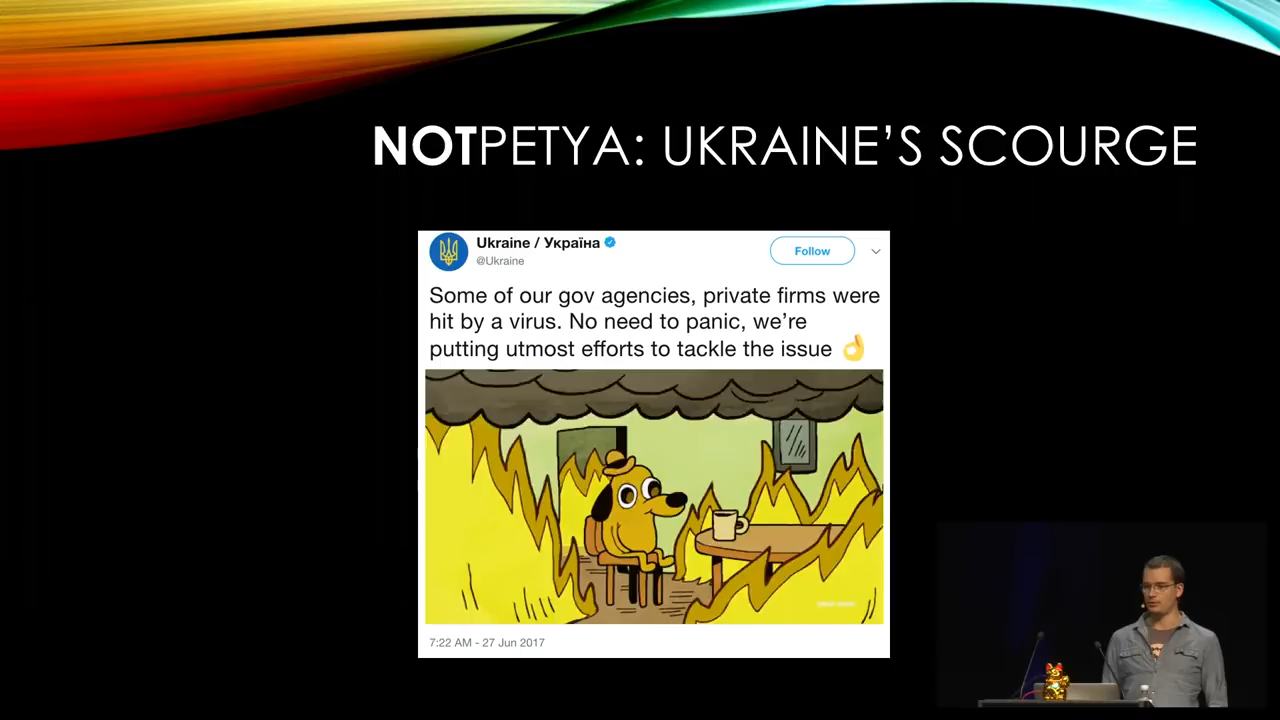 NOTPETYA: UKRAINE’S SCOURGE
Ukraine / Україна
@Ukraine
Follow
Some of our gov agencies, private firms were
hit by a virus. No need to panic, we’re
putting utmost efforts to tackle the issue 👌
7:22 AM - 27 Jun 2017